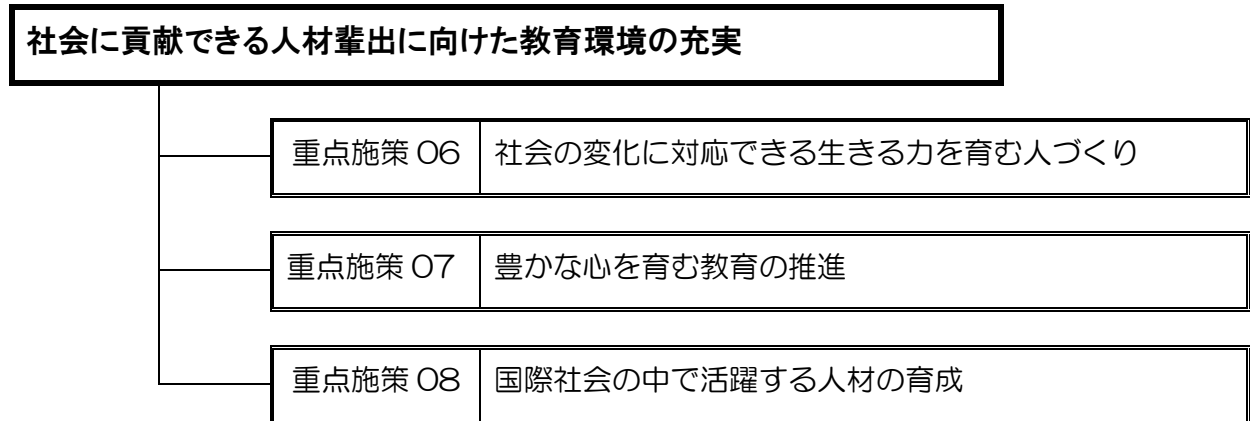 社会に貢献できる人材輩出に向けた教育環境の充実
重点施策 06 社会の変化に対応できる生きる力を育む人づくり
重点施策 07 豊かな心を育む教育の推進
重点施策 08 国際社会の中で活躍する人材の育成